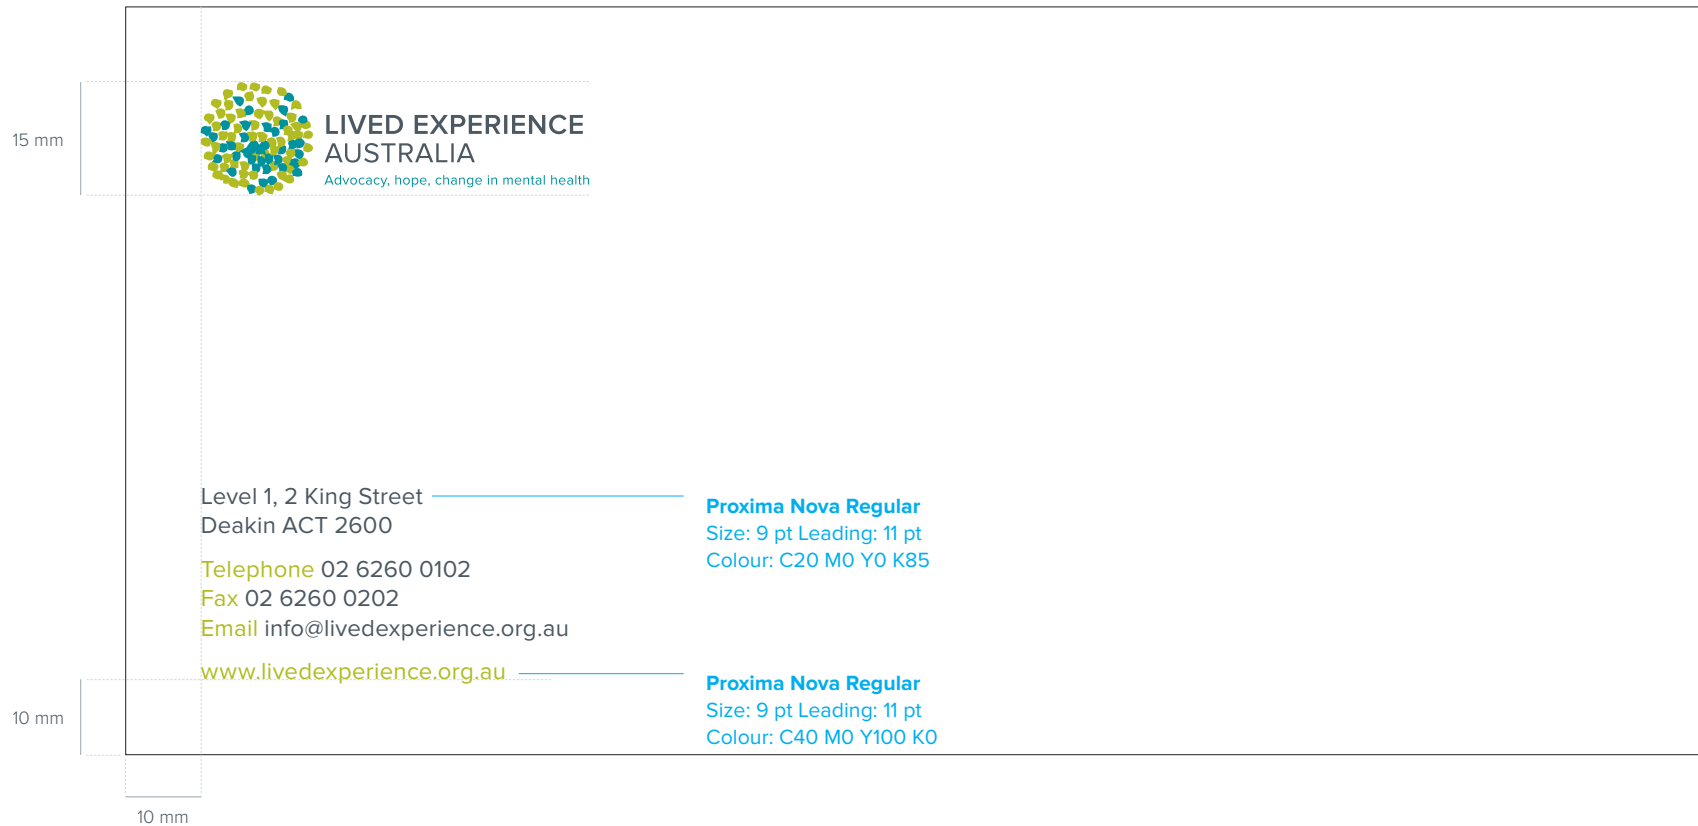 15 mm
LIVED EXPERIENCE
AUSTRALIA
Advocacy, hope, change in mental health
Level 1, 2 King Street
Deakin ACT 2600
Telephone 02 6260 0102
Fax 02 6260 0202
Email info@livedexperience.org.au
www.livedexperience.org.au
Proxima Nova Regular
Size: 9 pt Leading: 11 pt
Colour: C20 M0 Y0 K85
Proxima Nova Regular
Size: 9 pt Leading: 11 pt
Colour: C40 M0 Y100 K0
10 mm
10 mm